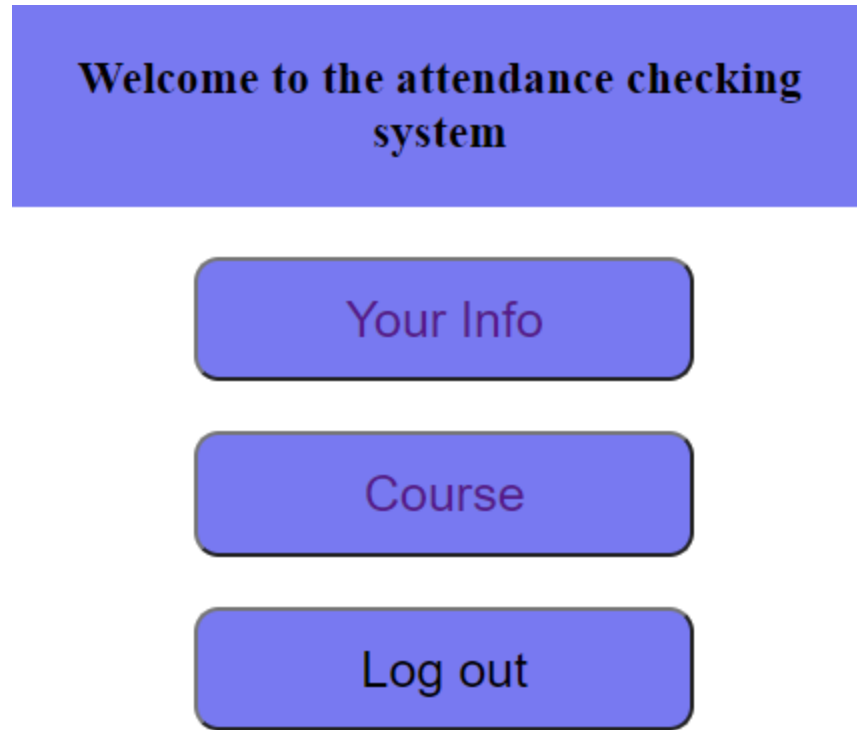 Welcome to the attendance checking
system
Your Info
Course
Log out